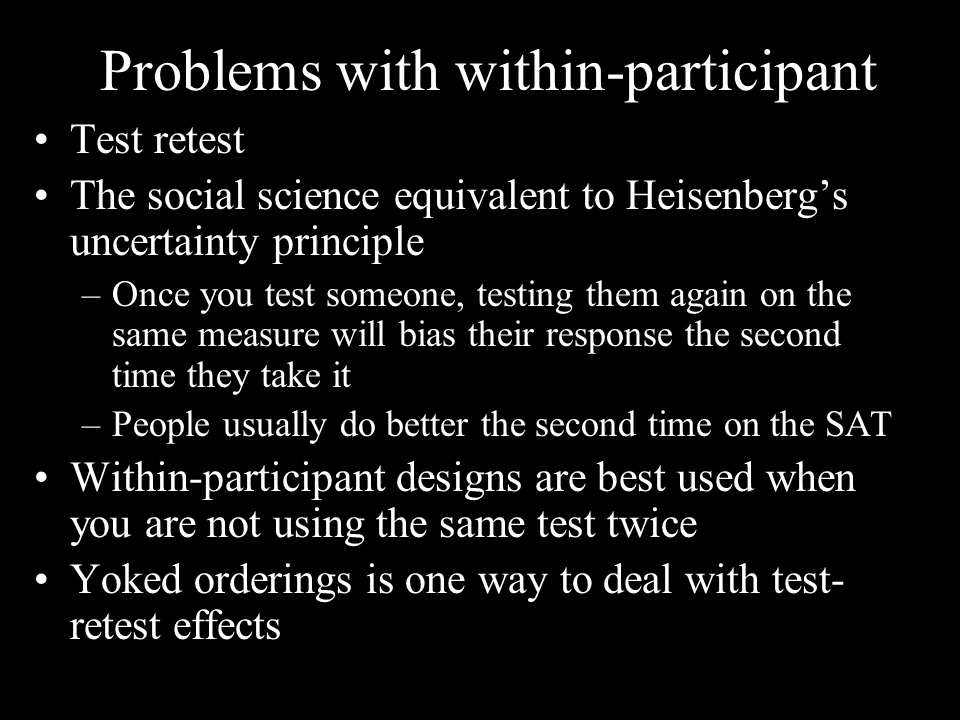 Problems with within-participant
• Test retest
• The social science equivalent to Heisenberg’s
uncertainty principle
– Once you test someone, testing them again on the
same measure will bias their response the second
time they take it
– People usually do better the second time on the SAT
• Within-participant designs are best used when
you are not using the same test twice
• Yoked orderings is one way to deal with test-
retest effects